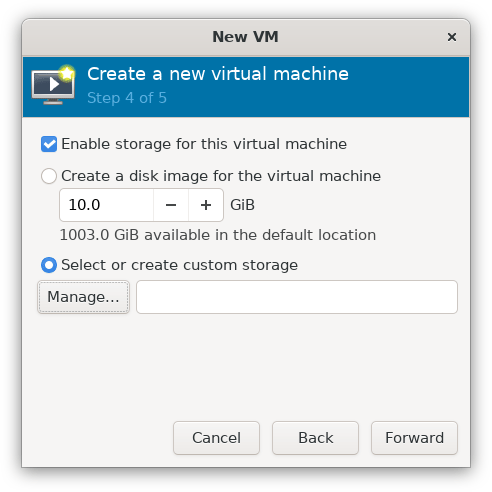 New VM
Create a new virtual machine
Step 4 of 5
Enable storage for this virtual machine
Create a disk image for the virtual machine
10.0 − + GiB
1003.0 GiB available in the default location
Select or create custom storage
Manage...
Cancel Back Forward